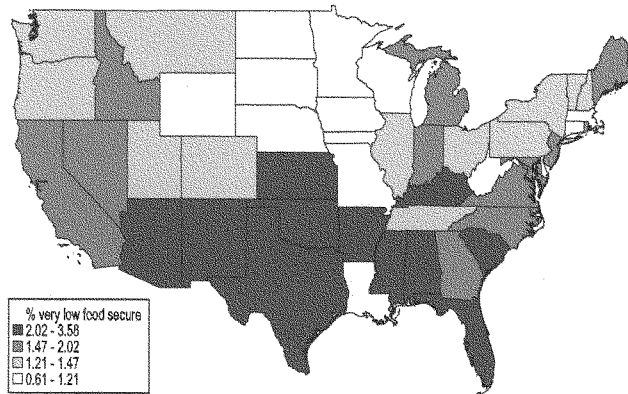 % very low food secure
2.02 - 3.58
1.47 - 2.02
1.21 - 1.47
0.61 - 1.21